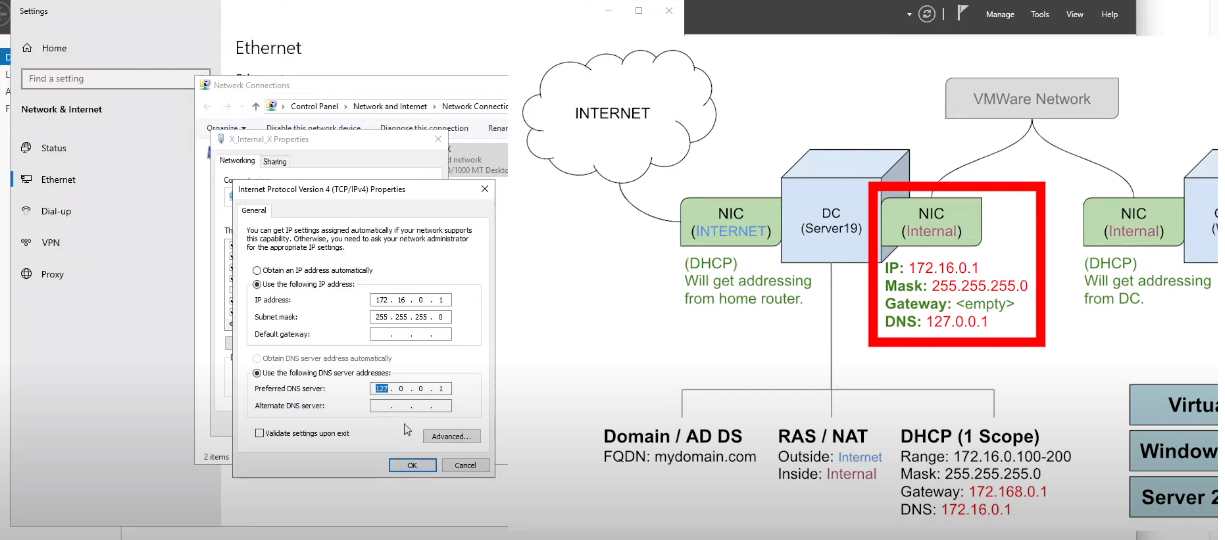 Settings
Home
Find a setting
Network & Internet
Status
Ethernet
Dial-up
VPN
Proxy
Ethernet
Network Connections
Control Panel > Network and Internet > Network
Organize
Disable this network device
Diagnose this connection
X_Internal_X Properties
Networking
Sharing
Internet Protocol Version 4 (TCP/IPv4) Properties
General
You can get IP settings assigned automatically if your network supports
this capability. Otherwise, you need to ask your network administrator
for the appropriate IP settings.
Obtain an IP address automatically
Use the following IP address:
IP address: 172 . 16 . 0 . 1
Subnet mask: 255 . 255 . 255 . 0
Default gateway: . . .
Obtain DNS server address automatically
Use the following DNS server addresses:
Preferred DNS server: 127 . 0 . 0 . 1
Alternate DNS server: . . .
Validate settings upon exit
Advanced...
OK
Cancel
2 items
Manage
Tools
View
Help
INTERNET
VMWare Network
NIC
(INTERNET)
DC
(Server19)
NIC
(Internal)
NIC
(Internal)
(DHCP)
Will get addressing
from home router.
IP: 172.16.0.1
Mask: 255.255.255.0
Gateway: <empty>
DNS: 127.0.0.1
(DHCP)
Will get addressing
from DC.
Domain / AD DS
FQDN: mydomain.com
RAS / NAT
Outside: Internet
Inside: Internal
DHCP (1 Scope)
Range: 172.16.0.100-200
Mask: 255.255.255.0
Gateway: 172.168.0.1
DNS: 172.16.0.1
Window
Server 2